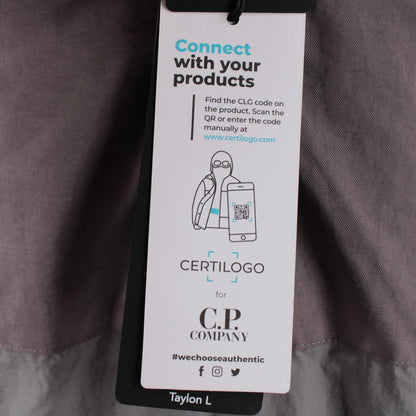 Connect
with your
products
Find the CLG code on
the product. Scan the
QR or enter the code
manually at
www.certilogo.com
CERTILOGO
for
C.P.
COMPANY
#wechooseauthentic
Taylon L